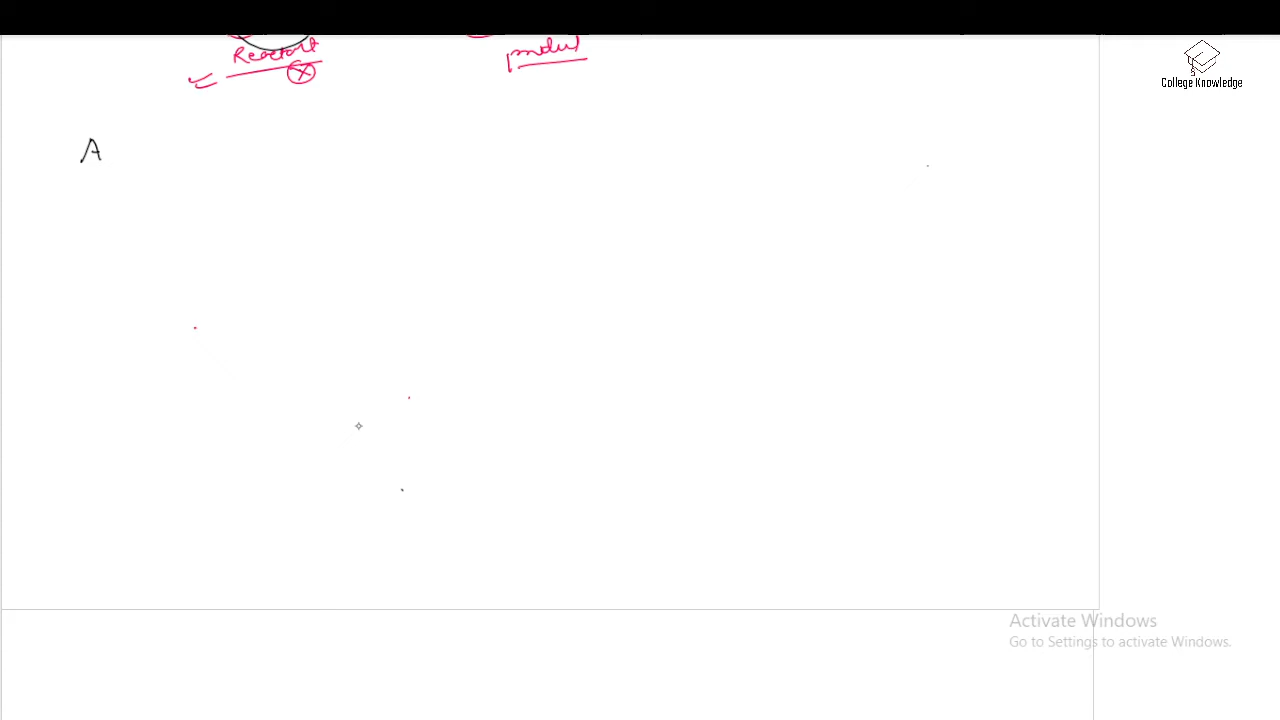 Reactant
product
College Knowledge
A
Activate Windows
Go to Settings to activate Windows.